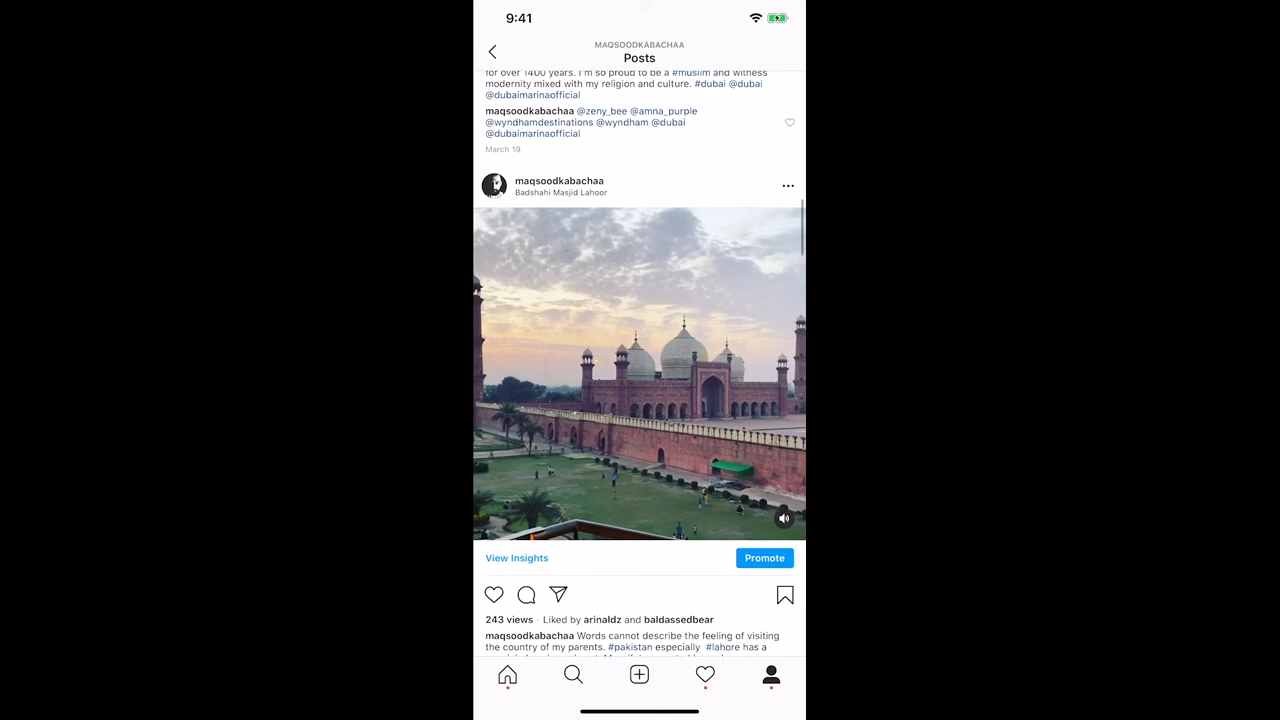 9:41
MAQSOODKABACHAA
Posts
for over 1400 years. I'm so proud to be a #muslim and witness
modernity mixed with my religion and culture. #dubai @dubai
@dubaimarinaofficial
maqsoodkabachaa @zeny_bee @amna_purple
@wyndhamdestinations @wyndham @dubai
@dubaimarinaofficial
March 19
maqsoodkabachaa
Badshahi Masjid Lahoor
View Insights
Promote
243 views · Liked by arinaldz and baldassedbear
maqsoodkabachaa Words cannot describe the feeling of visiting
the country of my parents. #pakistan especially #lahore has a